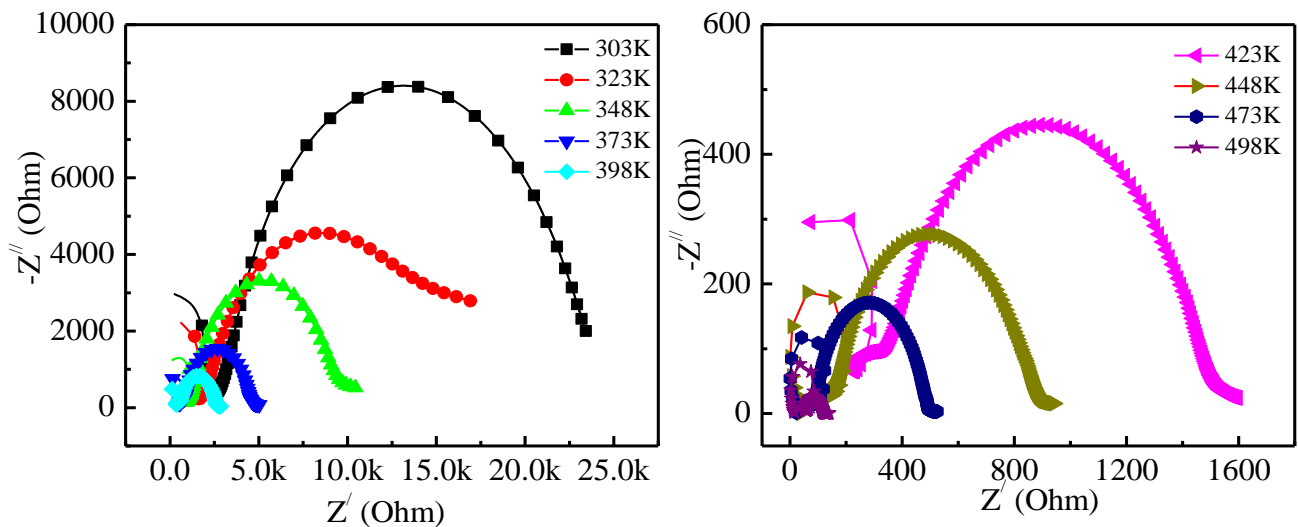 10000
8000
6000
4000
2000
0
-Z// (Ohm)
0.0
5.0k
10.0k
15.0k
20.0k
25.0k
Z/ (Ohm)
303K
323K
348K
373K
398K
600
400
200
0
-Z// (Ohm)
0
400
800
1200
1600
Z/ (Ohm)
423K
448K
473K
498K